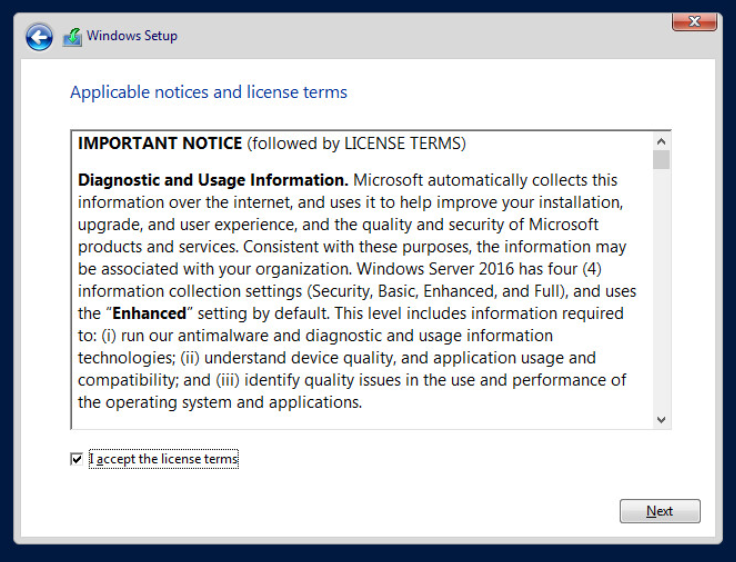 Windows Setup
Applicable notices and license terms
IMPORTANT NOTICE (followed by LICENSE TERMS)
Diagnostic and Usage Information. Microsoft automatically collects this
information over the internet, and uses it to help improve your installation,
upgrade, and user experience, and the quality and security of Microsoft
products and services. Consistent with these purposes, the information may
be associated with your organization. Windows Server 2016 has four (4)
information collection settings (Security, Basic, Enhanced, and Full), and uses
the “Enhanced” setting by default. This level includes information required
to: (i) run our antimalware and diagnostic and usage information
technologies; (ii) understand device quality, and application usage and
compatibility; and (iii) identify quality issues in the use and performance of
the operating system and applications.
I accept the license terms
Next